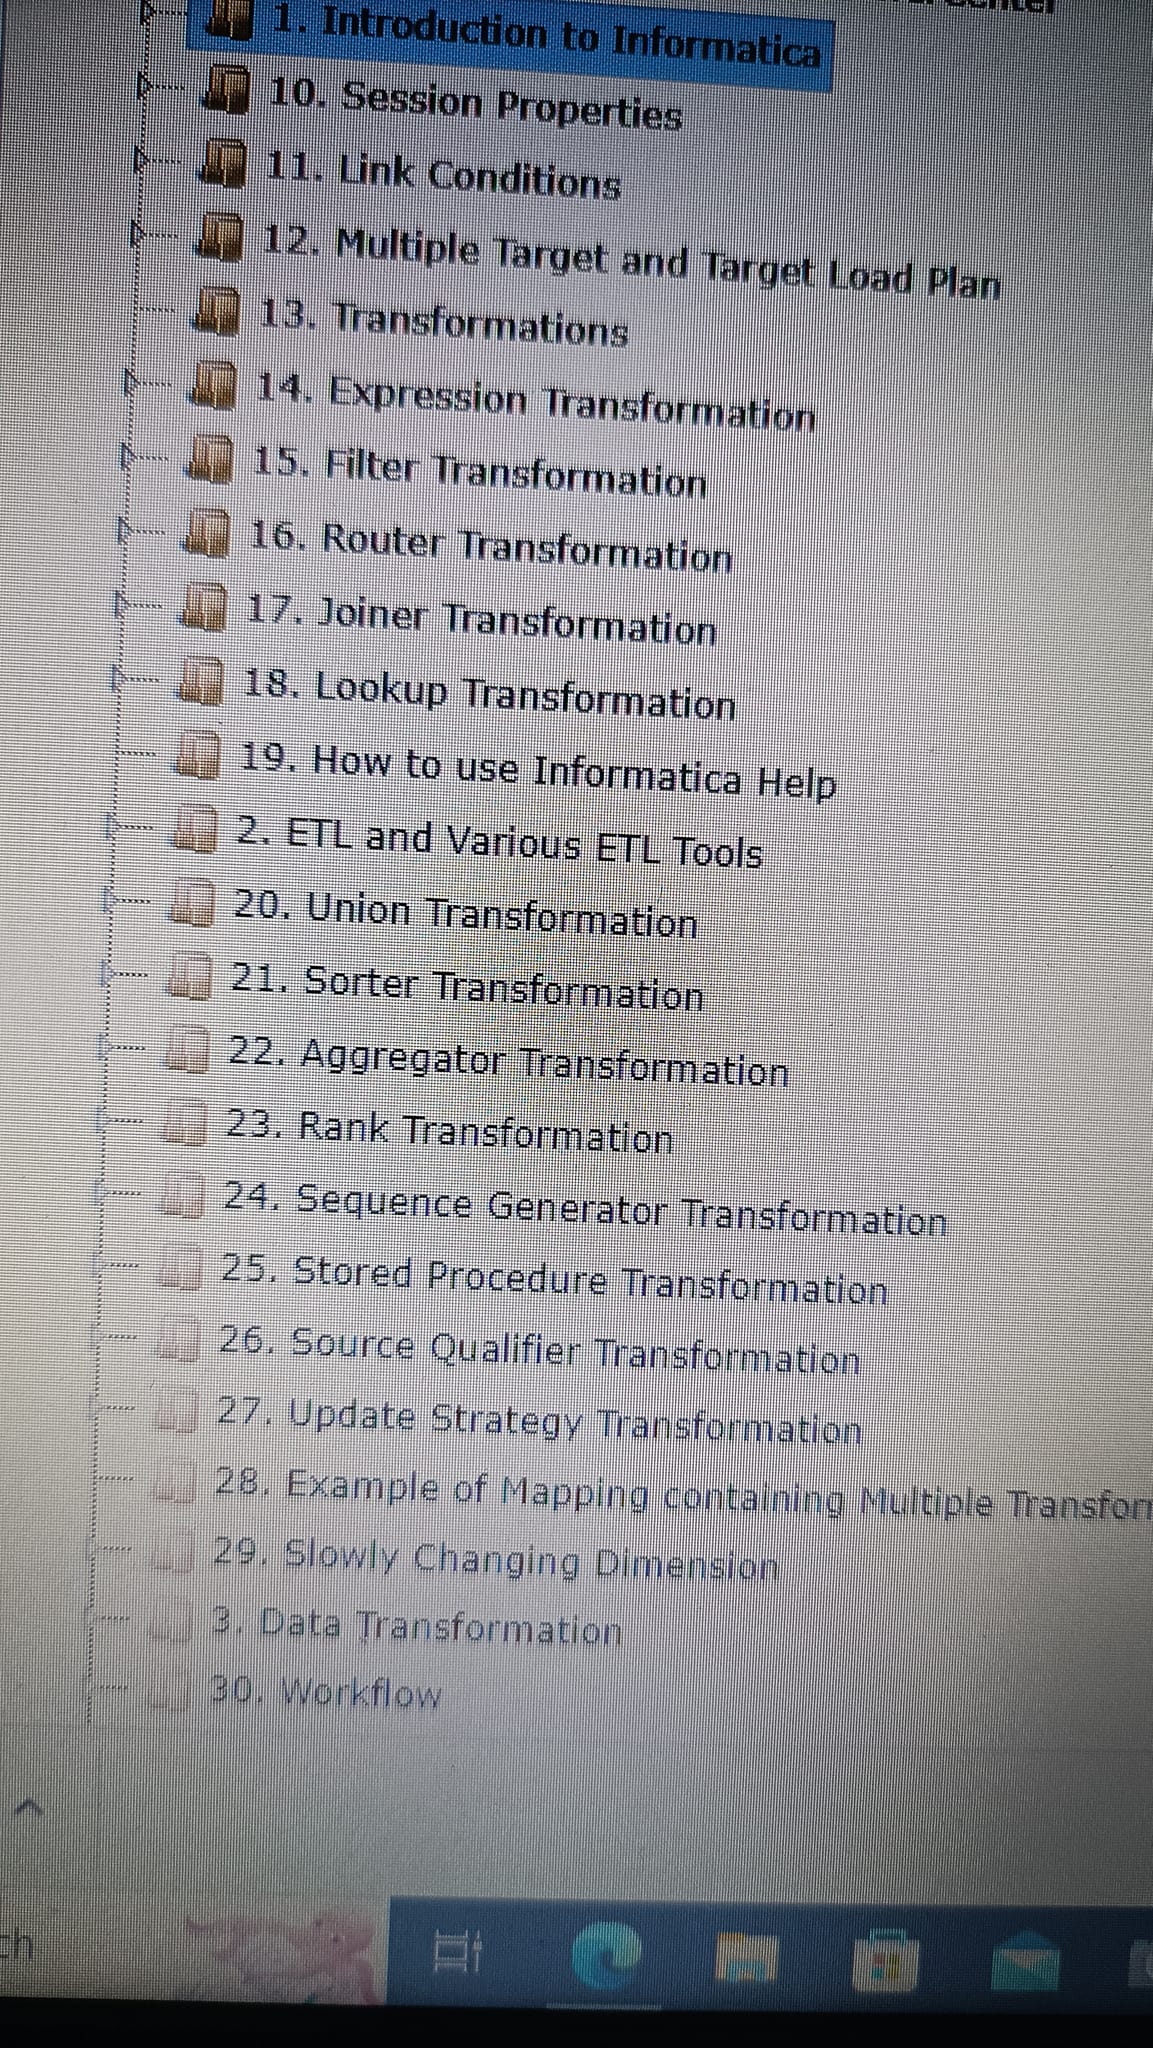 1. Introduction to Informatica
10. Session Properties
11. Link Conditions
12. Multiple Target and Target Load Plan
13. Transformations
14. Expression Transformation
15. Filter Transformation
16. Router Transformation
17. Joiner Transformation
18. Lookup Transformation
19. How to use Informatica Help
2. ETL and Various ETL Tools
20. Union Transformation
21. Sorter Transformation
22. Aggregator Transformation
23. Rank Transformation
24. Sequence Generator Transformation
25. Stored Procedure Transformation
26. Source Qualifier Transformation
27. Update Strategy Transformation
28. Example of Mapping containing Multiple Transfor
29. Slowly Changing Dimension
3. Data Transformation
30. Workflow
ch